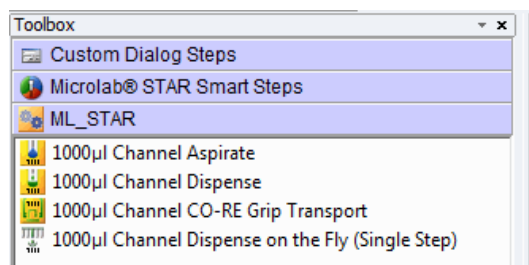 Toolbox
Custom Dialog Steps
Microlab® STAR Smart Steps
ML_STAR
1000µl Channel Aspirate
1000µl Channel Dispense
1000µl Channel CO-RE Grip Transport
1000µl Channel Dispense on the Fly (Single Step)